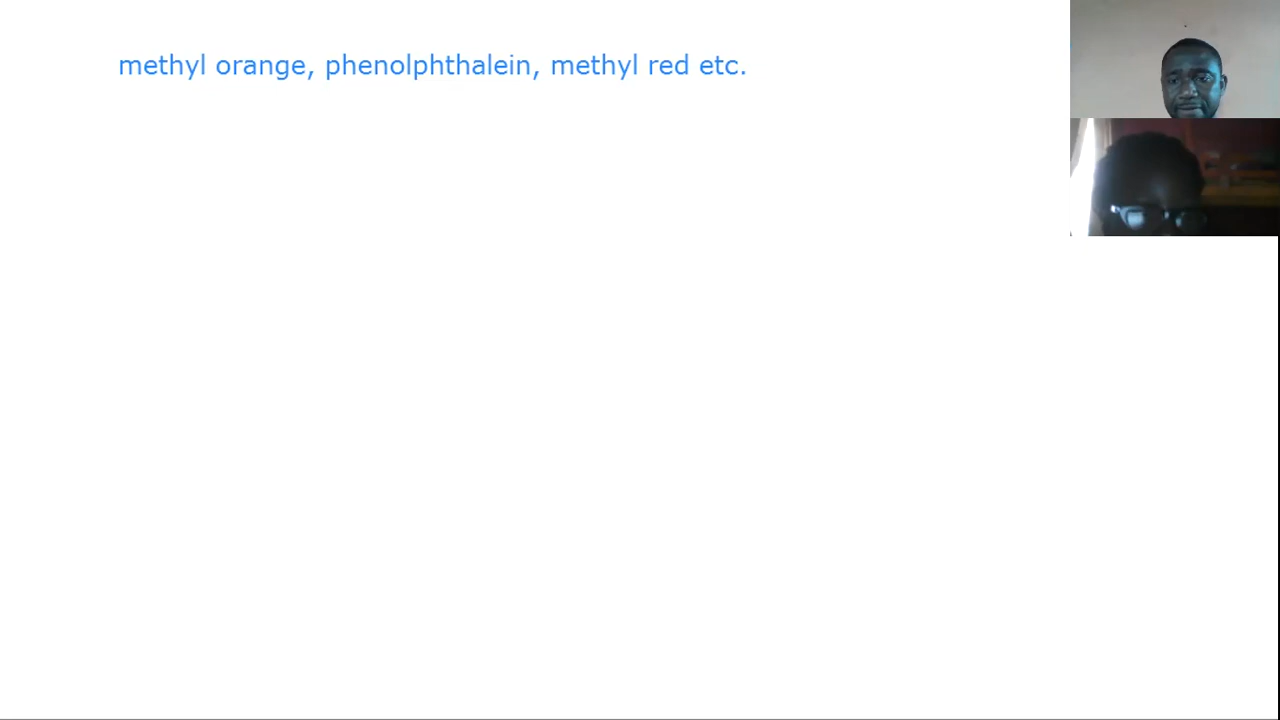 methyl orange, phenolphthalein, methyl red etc.